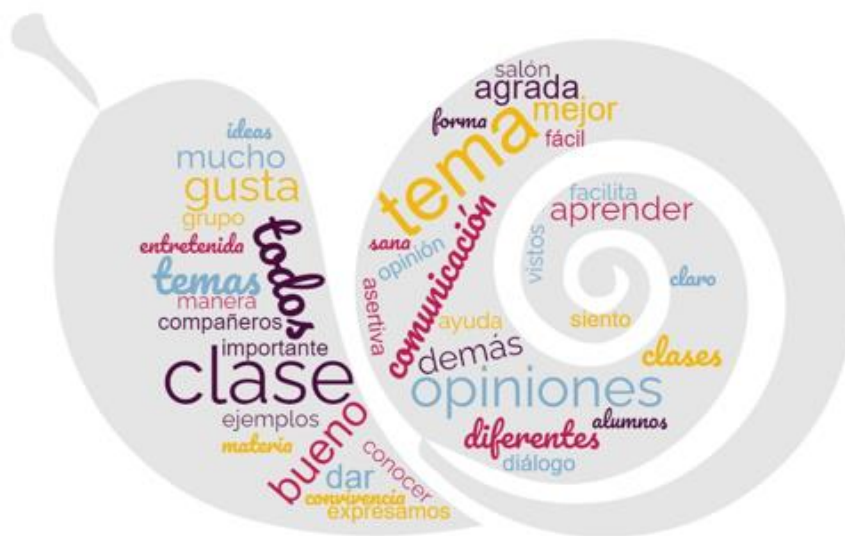 ideas
mucho
gusta
grupo
entretenida
todos
temas
manera
compañeros
importante
clase
ejemplos
materia
bueno
conocer
dar
convivencia
expresamos
salón
agrada
forma
mejor
fácil
tema
sana
opinión
comunicación
asertiva
facilita
aprender
vistos
claro
ayuda
siento
demás
clases
opiniones
alumnos
diferentes
diálogo